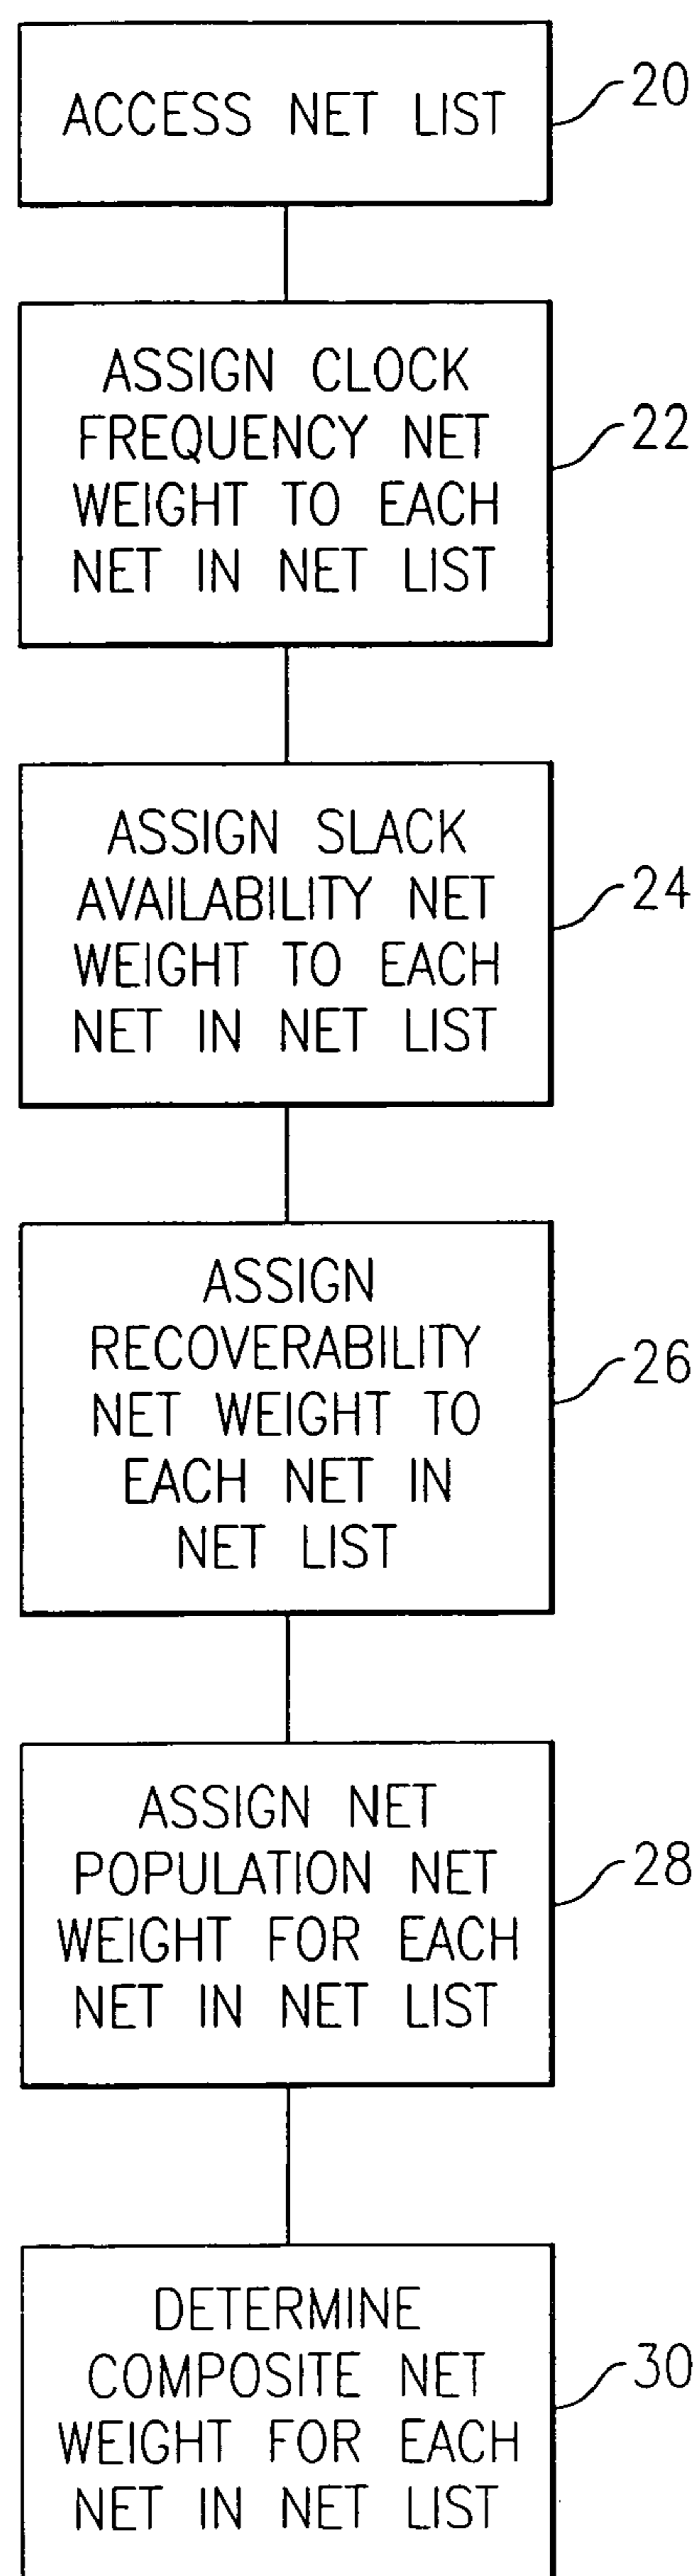 ACCESS NET LIST
20
ASSIGN CLOCK
FREQUENCY NET
WEIGHT TO EACH
NET IN NET LIST
22
ASSIGN SLACK
AVAILABILITY NET
WEIGHT TO EACH
NET IN NET LIST
24
ASSIGN
RECOVERABILITY
NET WEIGHT TO
EACH NET IN
NET LIST
26
ASSIGN NET
POPULATION NET
WEIGHT FOR EACH
NET IN NET LIST
28
DETERMINE
COMPOSITE NET
WEIGHT FOR EACH
NET IN NET LIST
30